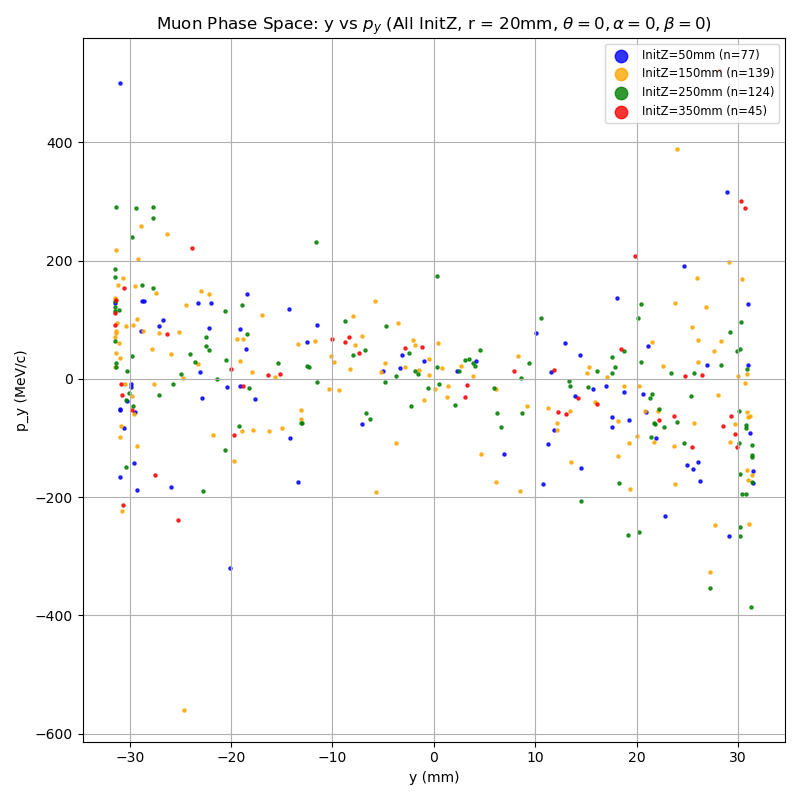 Muon Phase Space: y vs $p_y$ (All InitZ, r = 20mm, θ = 0, α = 0, β = 0)
InitZ=50mm (n=77)
InitZ=150mm (n=139)
InitZ=250mm (n=124)
InitZ=350mm (n=45)
p_y (MeV/c)
400
200
0
−200
−400
−600
−30 −20 −10 0 10 20 30
y (mm)